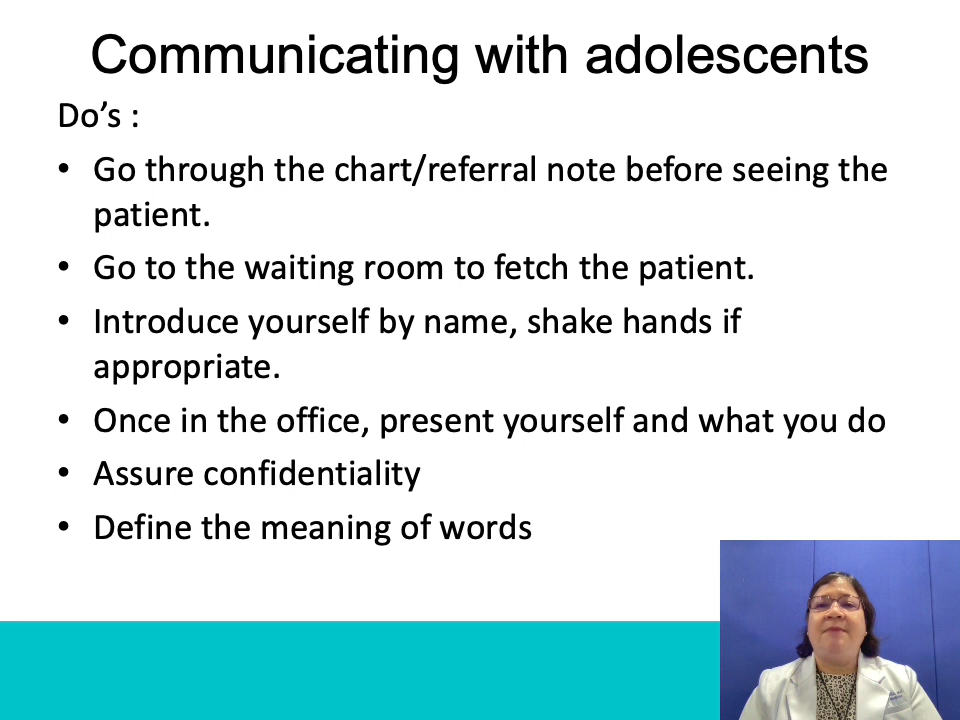 Communicating with adolescents
Do’s :
• Go through the chart/referral note before seeing the
patient.
• Go to the waiting room to fetch the patient.
• Introduce yourself by name, shake hands if
appropriate.
• Once in the office, present yourself and what you do
• Assure confidentiality
• Define the meaning of words